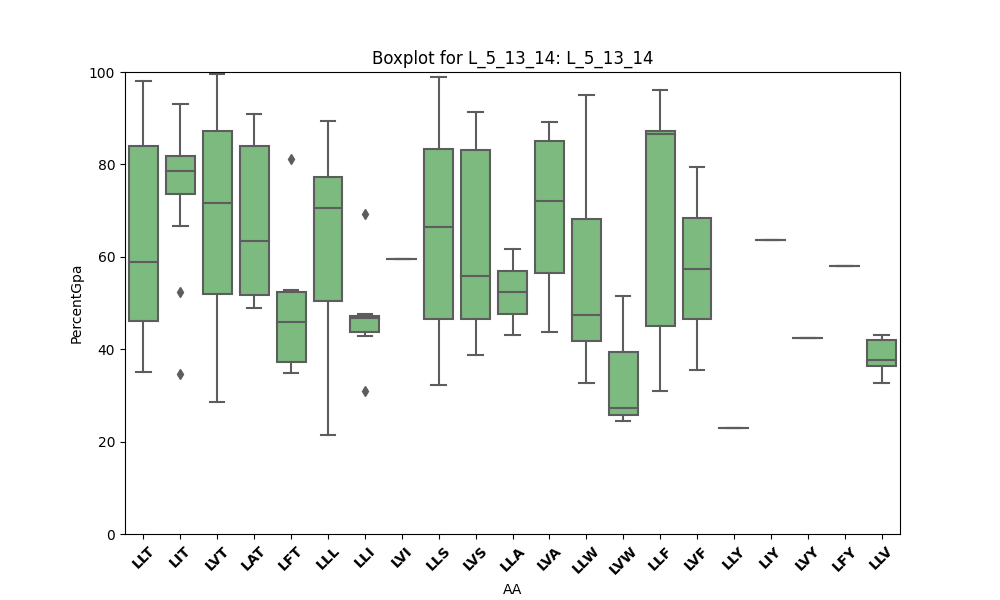 Boxplot for L_5_13_14: L_5_13_14
100
80
60
40
20
0
PercentGpa
LLT LIT LVT LAT LFT LLL LLI LVI LLS LVS LLA LVA LLW LVW LLF LVF LLY LIY LVY LFY LLV
AA